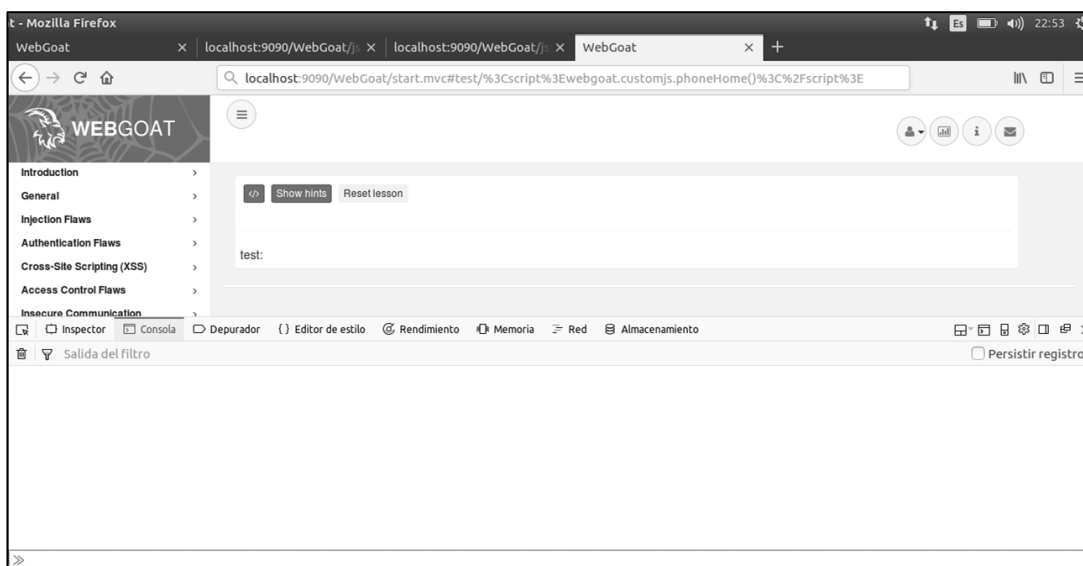 t - Mozilla Firefox
Es
22:53
WebGoat
localhost:9090/WebGoat/js
localhost:9090/WebGoat/js
WebGoat
localhost:9090/WebGoat/start.mvc#test/%3Cscript%3Ewebgoat.customjs.phoneHome()%3C%2Fscript%3E
WEBGOAT
Introduction
General
Injection Flaws
Authentication Flaws
Cross-Site Scripting (XSS)
Access Control Flaws
Insecure Communication
</> Show hints Reset lesson
test:
Inspector Consola Depurador {} Editor de estilo Rendimiento Memoria Red Almacenamiento
Salida del filtro
Persistir registro